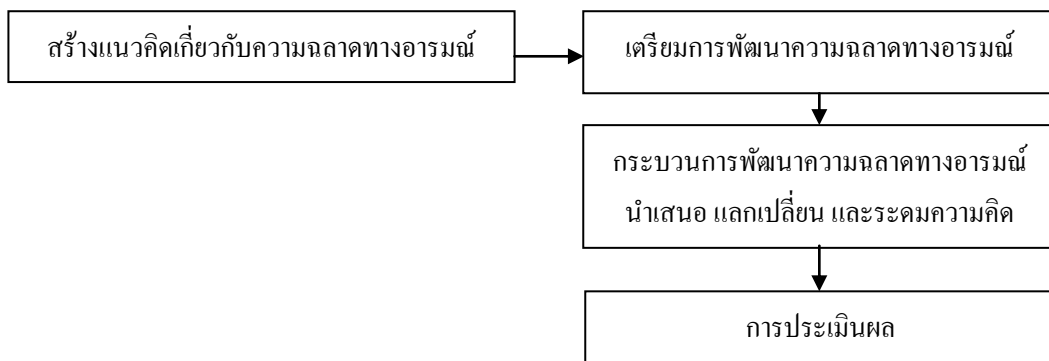 สร้างแนวคิดเกี่ยวกับความฉลาดทางอารมณ์
เตรียมการพัฒนาความฉลาดทางอารมณ์
กระบวนการพัฒนาความฉลาดทางอารมณ์
นำเสนอ แลกเปลี่ยน และระดมความคิด
การประเมินผล